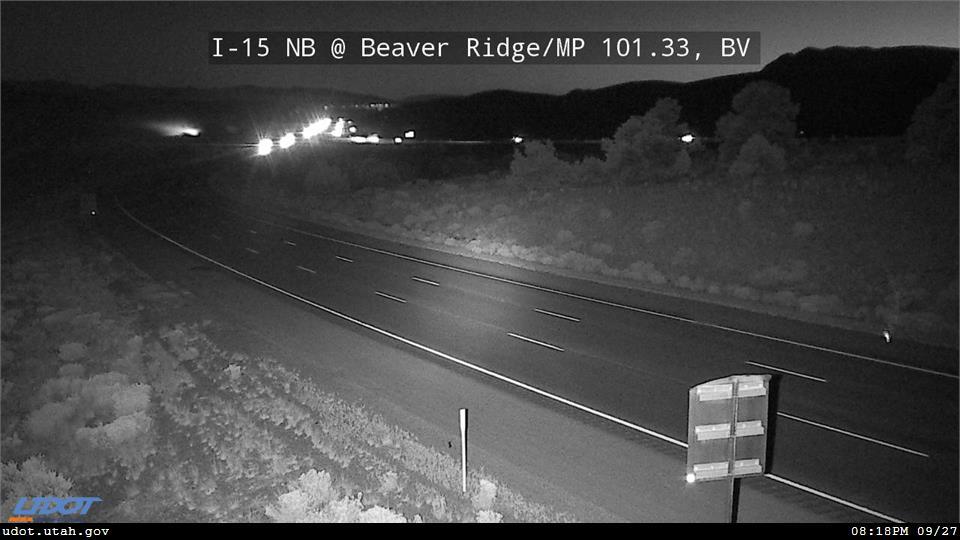 I-15 NB @ Beaver Ridge/MP 101.33, BV
UDOT
udot.utah.gov 08:18PM 09/27